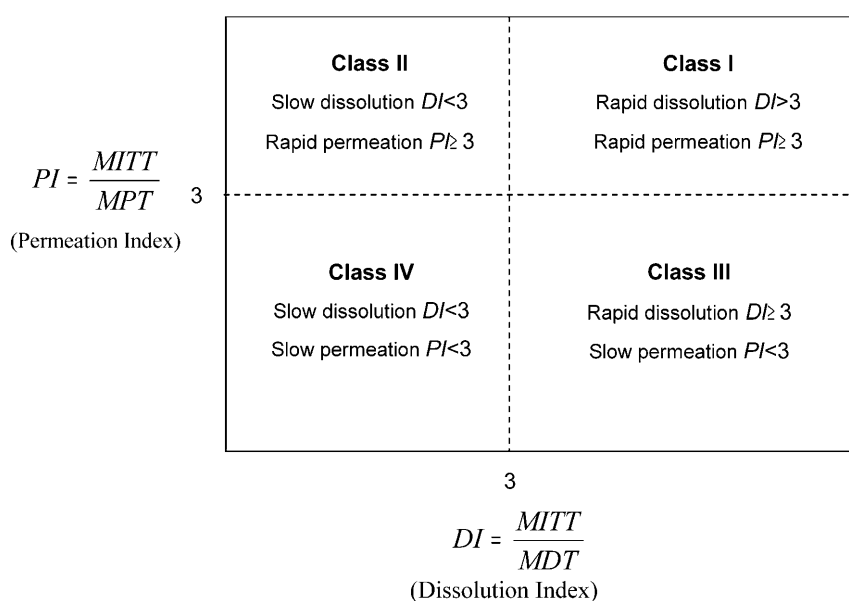 Class II
Slow dissolution DI<3
Rapid permeation PI≥ 3
Class I
Rapid dissolution DI>3
Rapid permeation PI≥ 3
PI = MITT / MPT
(Permeation Index)
3
Class IV
Slow dissolution DI<3
Slow permeation PI<3
Class III
Rapid dissolution DI≥ 3
Slow permeation PI<3
3
DI = MITT / MDT
(Dissolution Index)